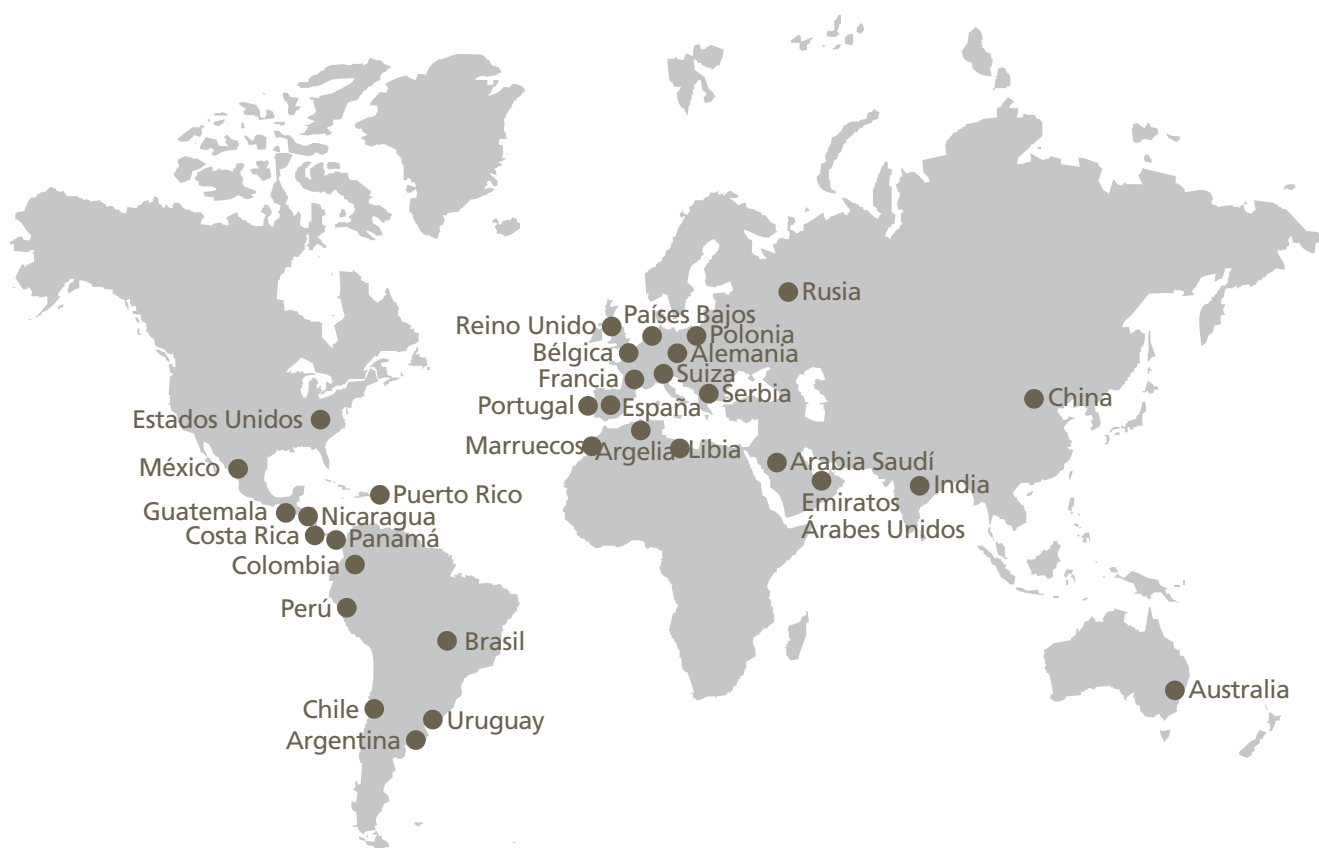 Rusia
Países Bajos
Reino Unido
Polonia
Bélgica
Alemania
Francia
Suiza
Serbia
China
Portugal
España
Estados Unidos
Marruecos
Argelia
Libia
México
Arabia Saudí
India
Puerto Rico
Emiratos
Árabes Unidos
Guatemala
Nicaragua
Costa Rica
Panamá
Colombia
Perú
Brasil
Australia
Chile
Uruguay
Argentina